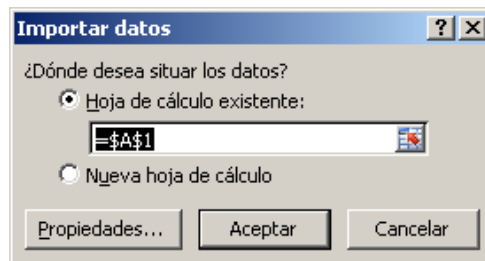 Importar datos
¿Dónde desea situar los datos?
Hoja de cálculo existente:
=$A$1
Nueva hoja de cálculo
Propiedades... Aceptar Cancelar